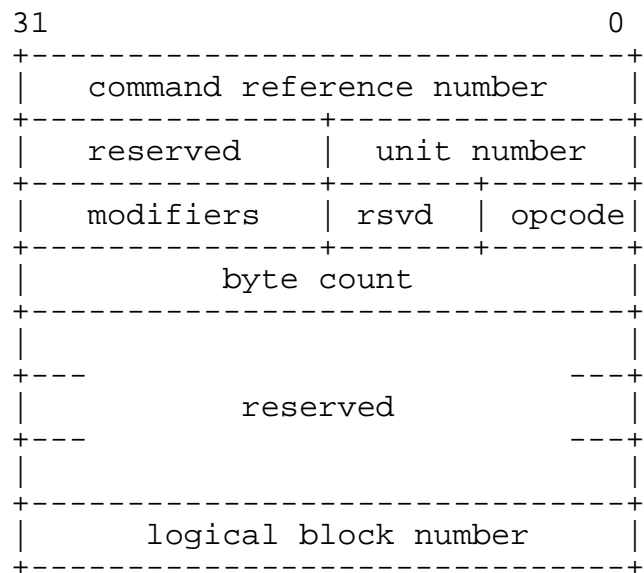 31 0
command reference number
reserved | unit number
modifiers | rsvd | opcode
byte count
reserved
logical block number